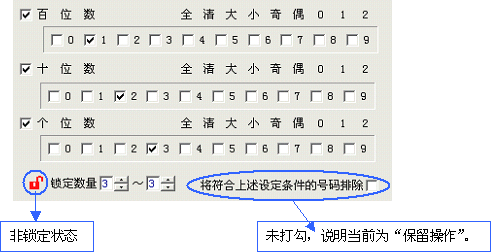 百位数 全清大小奇偶012
0 1 2 3 4 5 6 7 8 9
十位数 全清大小奇偶012
0 1 2 3 4 5 6 7 8 9
个位数 全清大小奇偶012
0 1 2 3 4 5 6 7 8 9
锁定数量 3 ～ 3 将符合上述设定条件的号码排除
非锁定状态 未打勾，说明当前为“保留操作”。